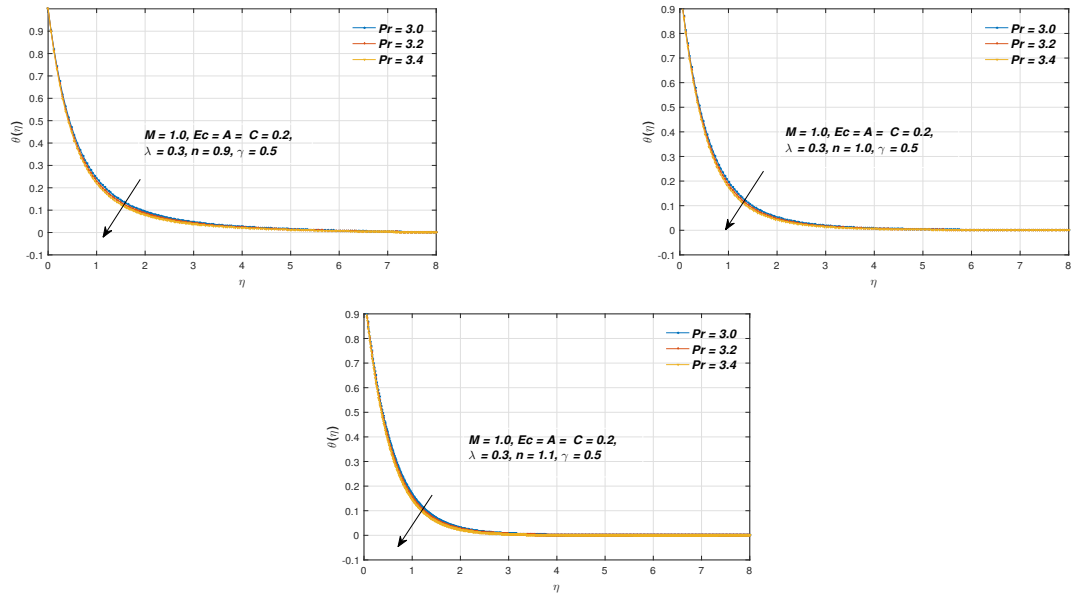 0.9
0.8
0.7
0.6
0.5
0.4
0.3
0.2
0.1
0
-0.1
θ(η)
Pr = 3.0
Pr = 3.2
Pr = 3.4
M = 1.0, Ec = A = C = 0.2,
λ = 0.3, n = 0.9, γ = 0.5
0 1 2 3 4 5 6 7 8
η
0.9
0.8
0.7
0.6
0.5
0.4
0.3
0.2
0.1
0
-0.1
θ(η)
Pr = 3.0
Pr = 3.2
Pr = 3.4
M = 1.0, Ec = A = C = 0.2,
λ = 0.3, n = 1.0, γ = 0.5
0 1 2 3 4 5 6 7 8
η
0.9
0.8
0.7
0.6
0.5
0.4
0.3
0.2
0.1
0
-0.1
θ(η)
Pr = 3.0
Pr = 3.2
Pr = 3.4
M = 1.0, Ec = A = C = 0.2,
λ = 0.3, n = 1.1, γ = 0.5
0 1 2 3 4 5 6 7 8
η